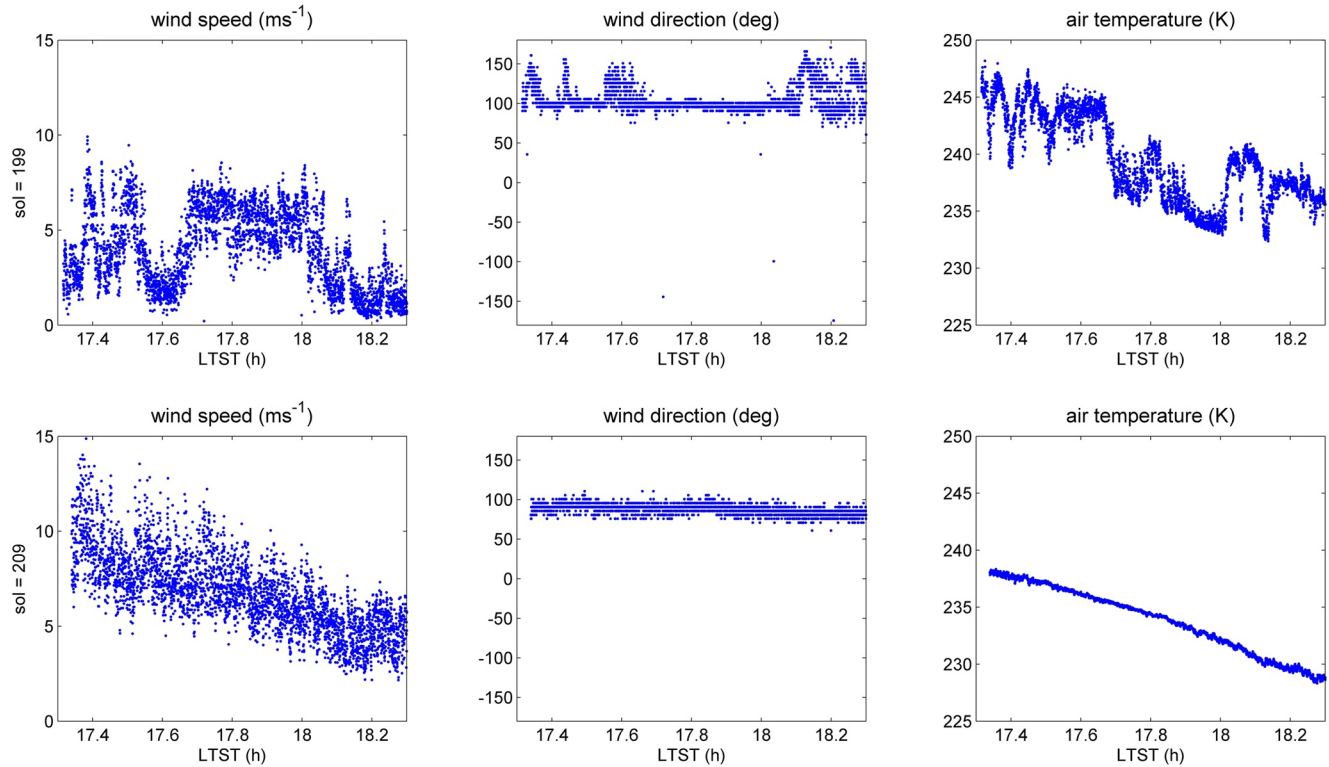 wind speed (ms⁻¹)
wind direction (deg)
air temperature (K)
sol = 199
15
10
5
0
17.4 17.6 17.8 18 18.2
LTST (h)
150
100
50
0
-50
-100
-150
17.4 17.6 17.8 18 18.2
LTST (h)
250
245
240
235
230
225
17.4 17.6 17.8 18 18.2
LTST (h)
wind speed (ms⁻¹)
wind direction (deg)
air temperature (K)
sol = 209
15
10
5
0
17.4 17.6 17.8 18 18.2
LTST (h)
150
100
50
0
-50
-100
-150
17.4 17.6 17.8 18 18.2
LTST (h)
250
245
240
235
230
225
17.4 17.6 17.8 18 18.2
LTST (h)